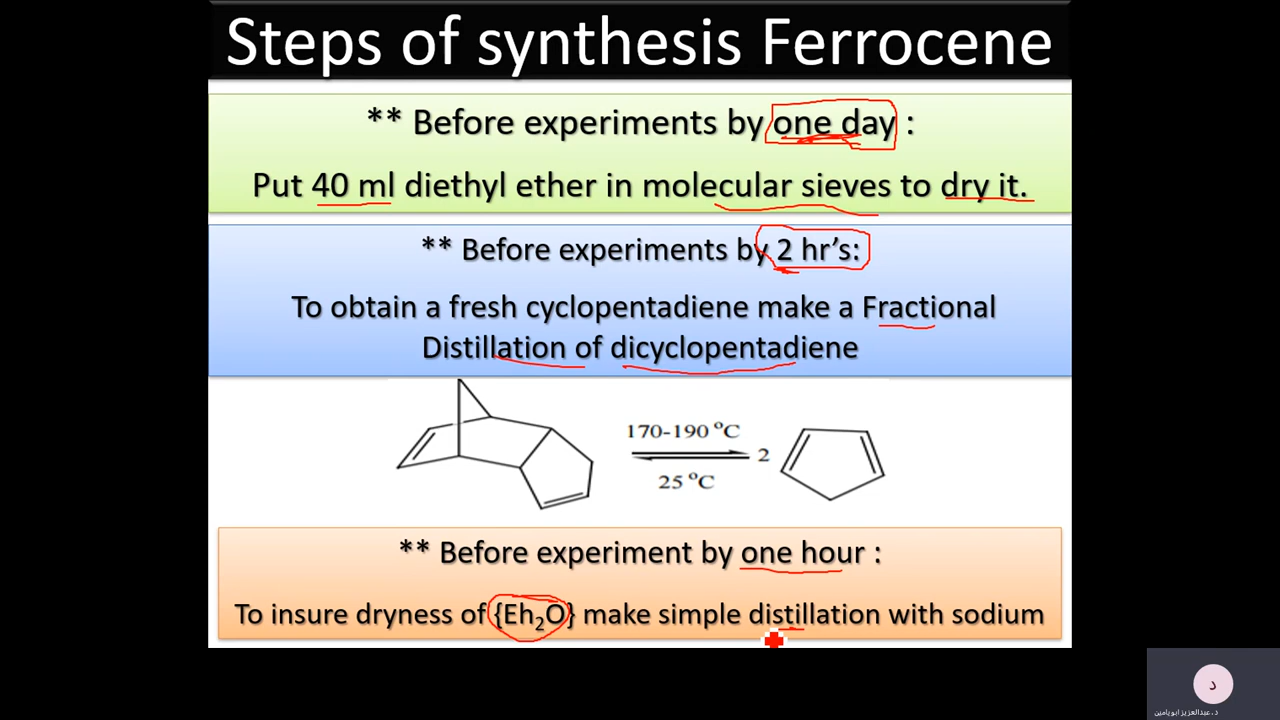 Steps of synthesis Ferrocene
** Before experiments by one day :
Put 40 ml diethyl ether in molecular sieves to dry it.
** Before experiments by 2 hr’s:
To obtain a fresh cyclopentadiene make a Fractional
Distillation of dicyclopentadiene
170-190 °C
2
25 °C
** Before experiment by one hour :
To insure dryness of {Eh₂O} make simple distillation with sodium
د
د. عبدالعزيز ابويامين